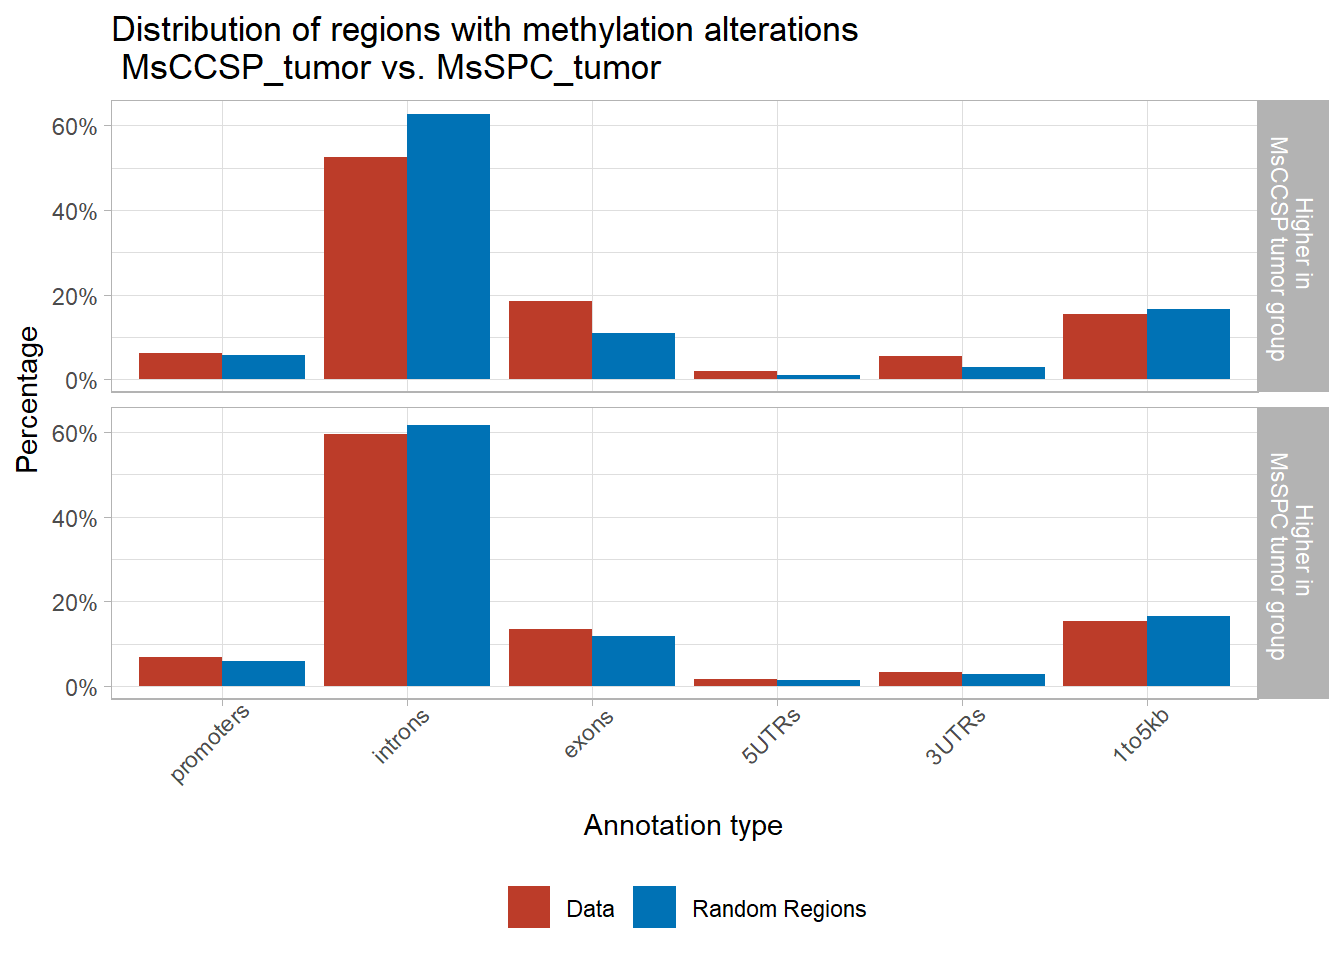 Distribution of regions with methylation alterations
MsCCSP_tumor vs. MsSPC_tumor
Percentage
60%
40%
20%
0%
Higher in
MsCCSP tumor group
60%
40%
20%
0%
Higher in
MsSPC tumor group
promoters
introns
exons
5UTRs
3UTRs
1to5kb
Annotation type
Data
Random Regions